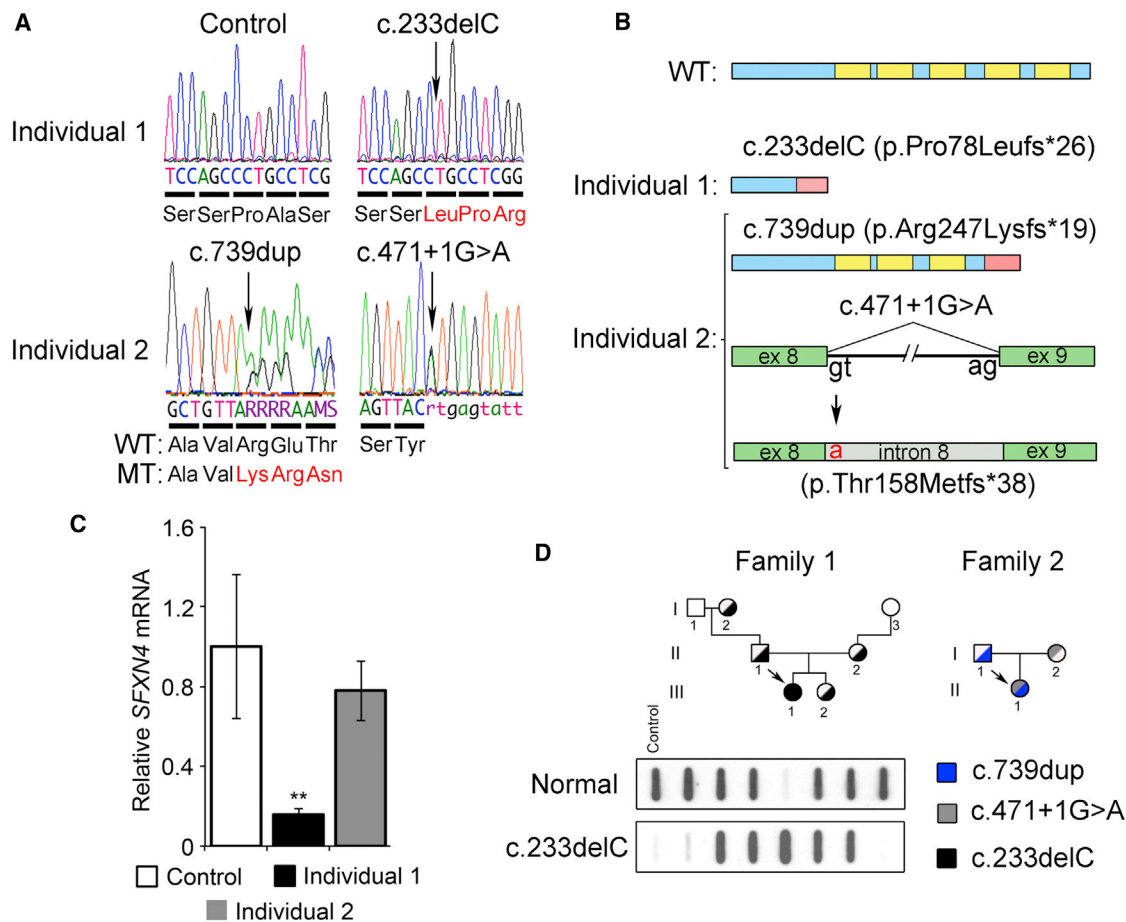 A
Control
c.233delC
Individual 1
TCCAGCCCTGCCTCG
TCCAGCCTGCCTCGG
Ser Ser Pro Ala Ser
Ser Ser Leu Pro Arg
c.739dup
c.471+1G>A
Individual 2
GCTGTTARRRRAAMS
AGTTACrtgagtatt
WT: Ala Val Arg Glu Thr
Ser Tyr
MT: Ala Val Lys Arg Asn
B
WT:
c.233delC (p.Pro78Leufs*26)
Individual 1:
c.739dup (p.Arg247Lysfs*19)
c.471+1G>A
Individual 2:
ex 8
gt
//
ag
ex 9
ex 8
a
intron 8
ex 9
(p.Thr158Metfs*38)
C
Relative SFXN4 mRNA
1.6
1.2
0.8
0.4
0
**
Control
Individual 1
Individual 2
D
Family 1
Family 2
I
1
2
3
II
1
2
III
1
2
I
1
2
II
1
Control
Normal
c.233delC
c.739dup
c.471+1G>A
c.233delC